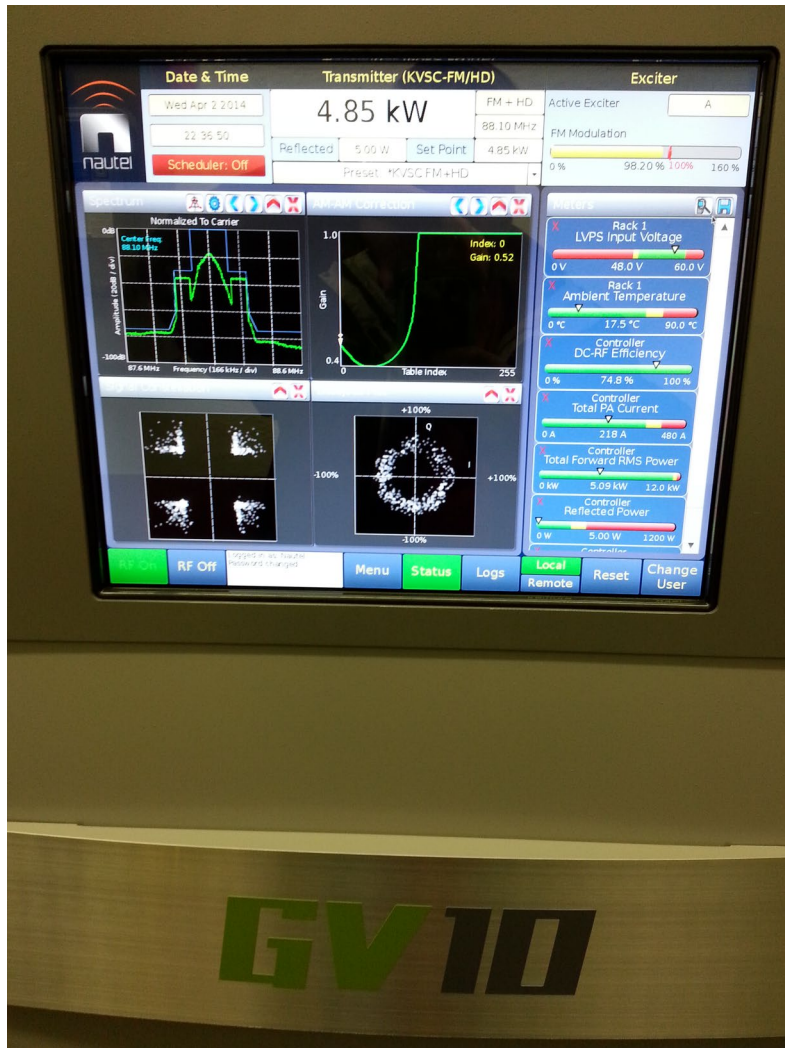 Date & Time
Transmitter (KVSC-FM/HD)
Exciter
nautel
Wed Apr 2 2014
22 36 50
Scheduler: Off
4.85 kW
FM + HD
88.10 MHz
Reflected
5.00 W
Set Point
4.85 kW
Preset: *KVSC FM+HD
Active Exciter
A
FM Modulation
0 %
98.20 %
100%
160 %
Spectrum
Normalized To Carrier
0dB
Center Freq:
88.10 MHz
Amplitude (20dB / div)
-100dB
87.6 MHz
Frequency (166 kHz / div)
88.6 MHz
AM-AM Correction
1.0
Index: 0
Gain: 0.52
Gain
0.4
0
Table Index
255
+100%
Q
I
-100%
+100%
-100%
Meters
Rack 1
LVPS Input Voltage
0 V
48.0 V
60.0 V
Rack 1
Ambient Temperature
0 °C
17.5 °C
90.0 °C
Controller
DC-RF Efficiency
0 %
74.8 %
100 %
Controller
Total PA Current
0 A
218 A
480 A
Controller
Total Forward RMS Power
0 kW
5.09 kW
12.0 kW
Controller
Reflected Power
0 W
5.00 W
1200 W
Controller
RF On
RF Off
Logged in as: Nautel
Password changed
Menu
Status
Logs
Local
Remote
Reset
Change
User
GV10